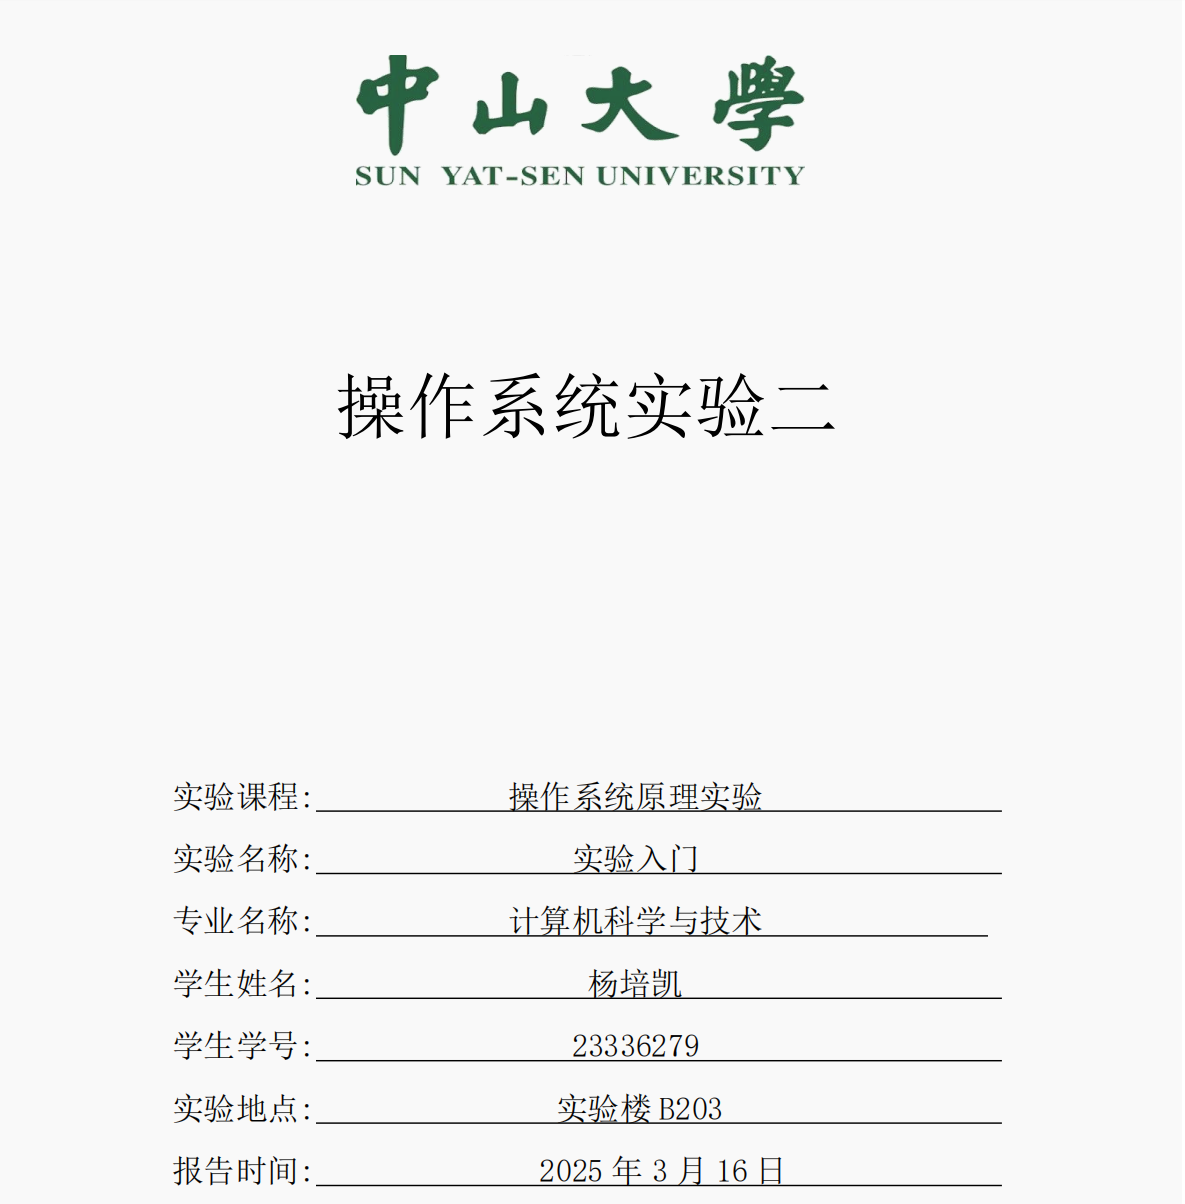 中山大學
SUN YAT-SEN UNIVERSITY
操作系统实验二
实验课程: 操作系统原理实验
实验名称: 实验入门
专业名称: 计算机科学与技术
学生姓名: 杨培凯
学生学号: 23336279
实验地点: 实验楼 B203
报告时间: 2025 年 3 月 16 日